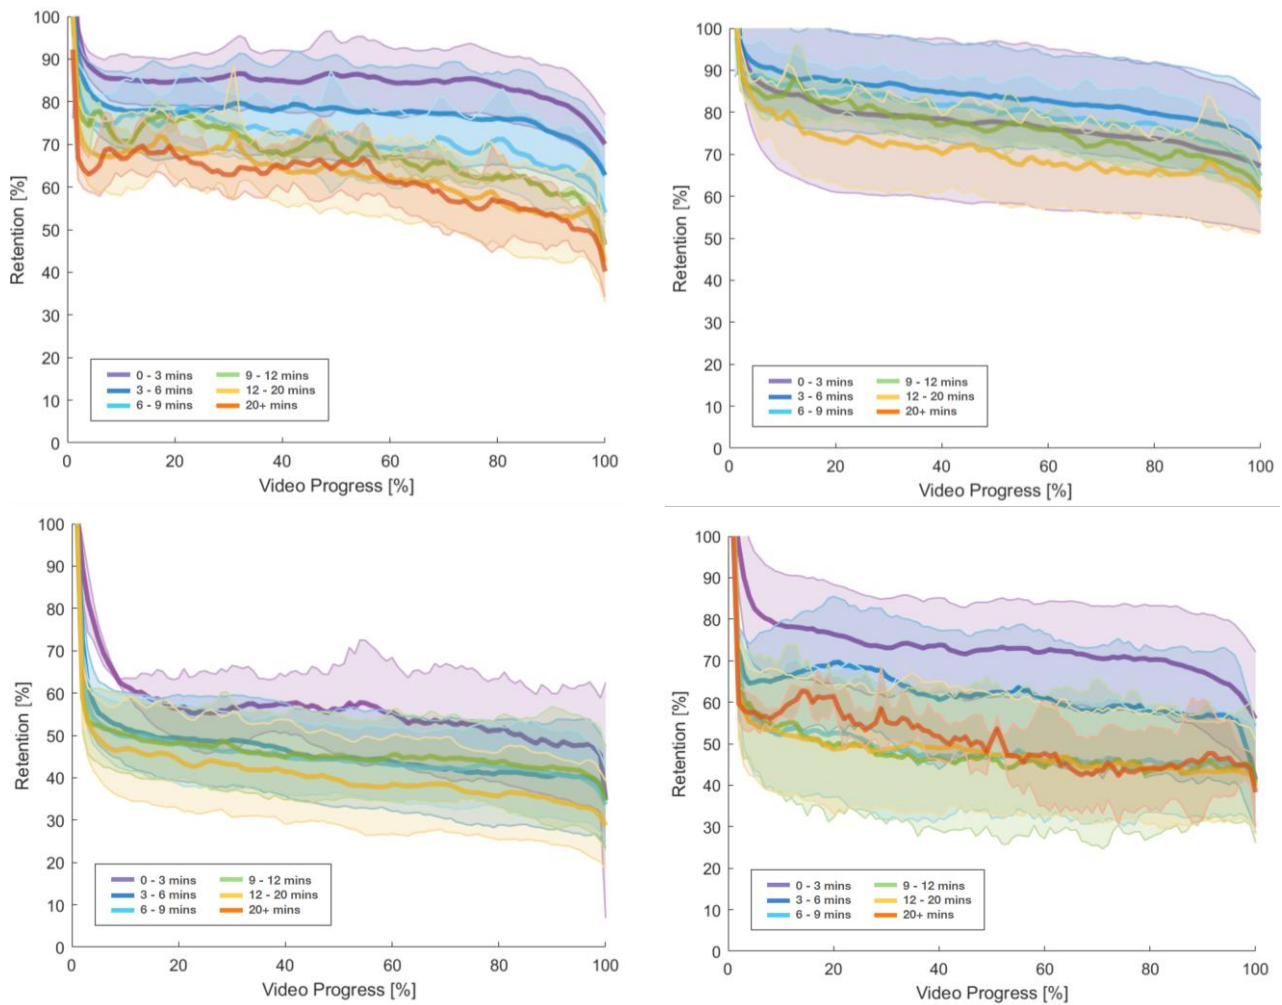 100
90
80
70
60
50
40
30
20
10
0
Retention [%]
0 - 3 mins 9 - 12 mins
3 - 6 mins 12 - 20 mins
6 - 9 mins 20+ mins
0 20 40 60 80 100
Video Progress [%]
100
90
80
70
60
50
40
30
20
10
0
Retention [%]
0 - 3 mins 9 - 12 mins
3 - 6 mins 12 - 20 mins
6 - 9 mins 20+ mins
0 20 40 60 80 100
Video Progress [%]
100
90
80
70
60
50
40
30
20
10
0
Retention [%]
0 - 3 mins 9 - 12 mins
3 - 6 mins 12 - 20 mins
6 - 9 mins 20+ mins
0 20 40 60 80 100
Video Progress [%]
100
90
80
70
60
50
40
30
20
10
0
Retention [%]
0 - 3 mins 9 - 12 mins
3 - 6 mins 12 - 20 mins
6 - 9 mins 20+ mins
0 20 40 60 80 100
Video Progress [%]